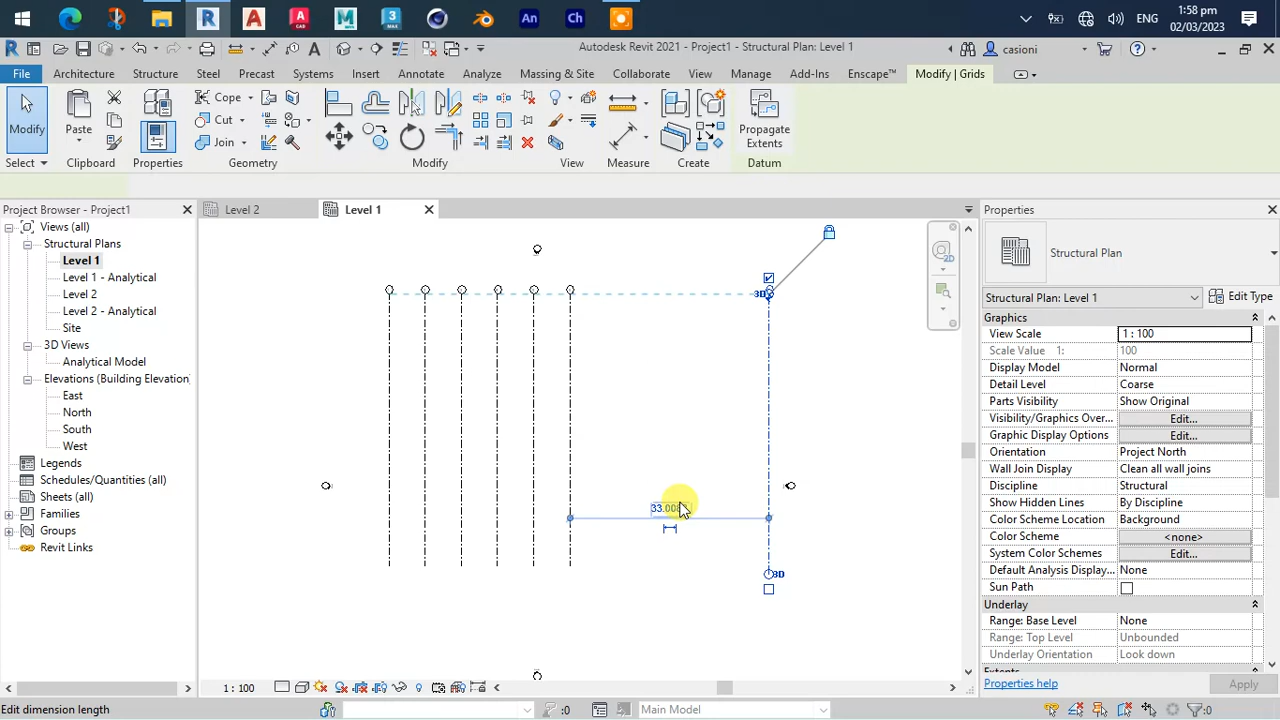 1:58 pm
ENG
02/03/2023
An
Ch
Autodesk Revit 2021 - Project1 - Structural Plan: Level 1
casioni
File
Architecture
Structure
Steel
Precast
Systems
Insert
Annotate
Analyze
Massing & Site
Collaborate
View
Manage
Add-Ins
Enscape™
Modify | Grids
Modify
Paste
Cope
Cut
Join
Propagate
Extents
Select
Clipboard
Properties
Geometry
Modify
View
Measure
Create
Datum
Project Browser - Project1
Level 2
Level 1
Properties
Views (all)
Structural Plans
Level 1
Level 1 - Analytical
Level 2
Level 2 - Analytical
Site
3D Views
Analytical Model
Elevations (Building Elevation)
East
North
South
West
Legends
Schedules/Quantities (all)
Sheets (all)
Families
Groups
Revit Links
3D
3D
2D
Structural Plan
Structural Plan: Level 1
Edit Type
Graphics
View Scale 1 : 100
Scale Value 1: 100
Display Model Normal
Detail Level Coarse
Parts Visibility Show Original
Visibility/Graphics Over... Edit...
Graphic Display Options Edit...
Orientation Project North
Wall Join Display Clean all wall joins
Discipline Structural
Show Hidden Lines By Discipline
Color Scheme Location Background
Color Scheme <none>
System Color Schemes Edit...
Default Analysis Display... None
Sun Path
Underlay
Range: Base Level None
Range: Top Level Unbounded
Underlay Orientation Look down
Properties help
Apply
1 : 100
Edit dimension length
:0
Main Model
:0